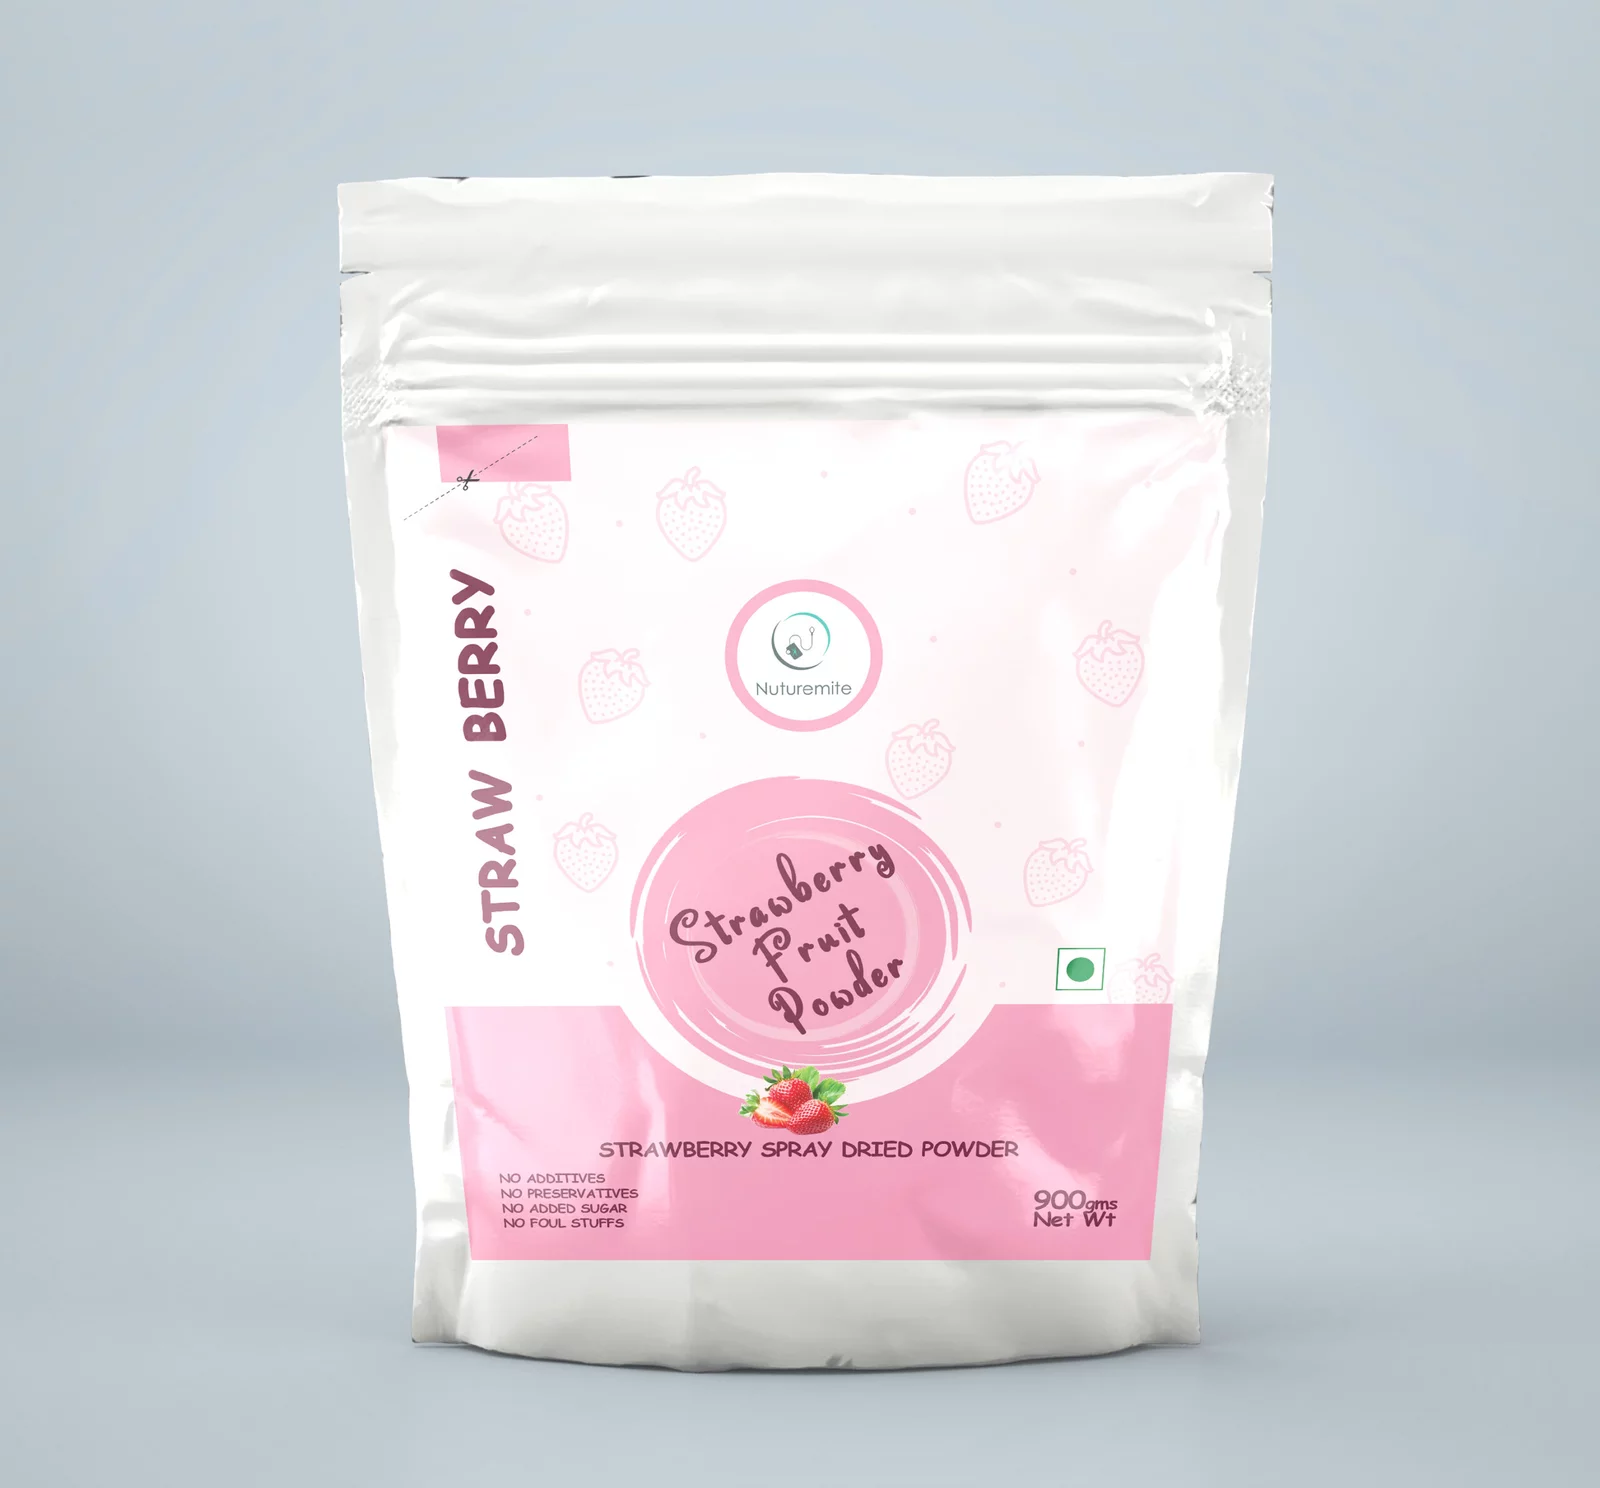 STRAW BERRY
Nuturemite
Strawberry
Fruit
Powder
STRAWBERRY SPRAY DRIED POWDER
NO ADDITIVES
NO PRESERVATIVES
NO ADDED SUGAR
NO FOUL STUFFS
900gms
Net Wt